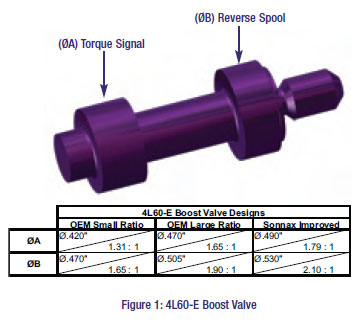 (ØB) Reverse Spool
(ØA) Torque Signal
4L60-E Boost Valve Designs
OEM Small Ratio OEM Large Ratio Sonnax Improved
ØA Ø.420" 1.31 : 1 Ø.470" 1.65 : 1 Ø.490" 1.79 : 1
ØB Ø.470" 1.65 : 1 Ø.505" 1.90 : 1 Ø.530" 2.10 : 1
Figure 1: 4L60-E Boost Valve